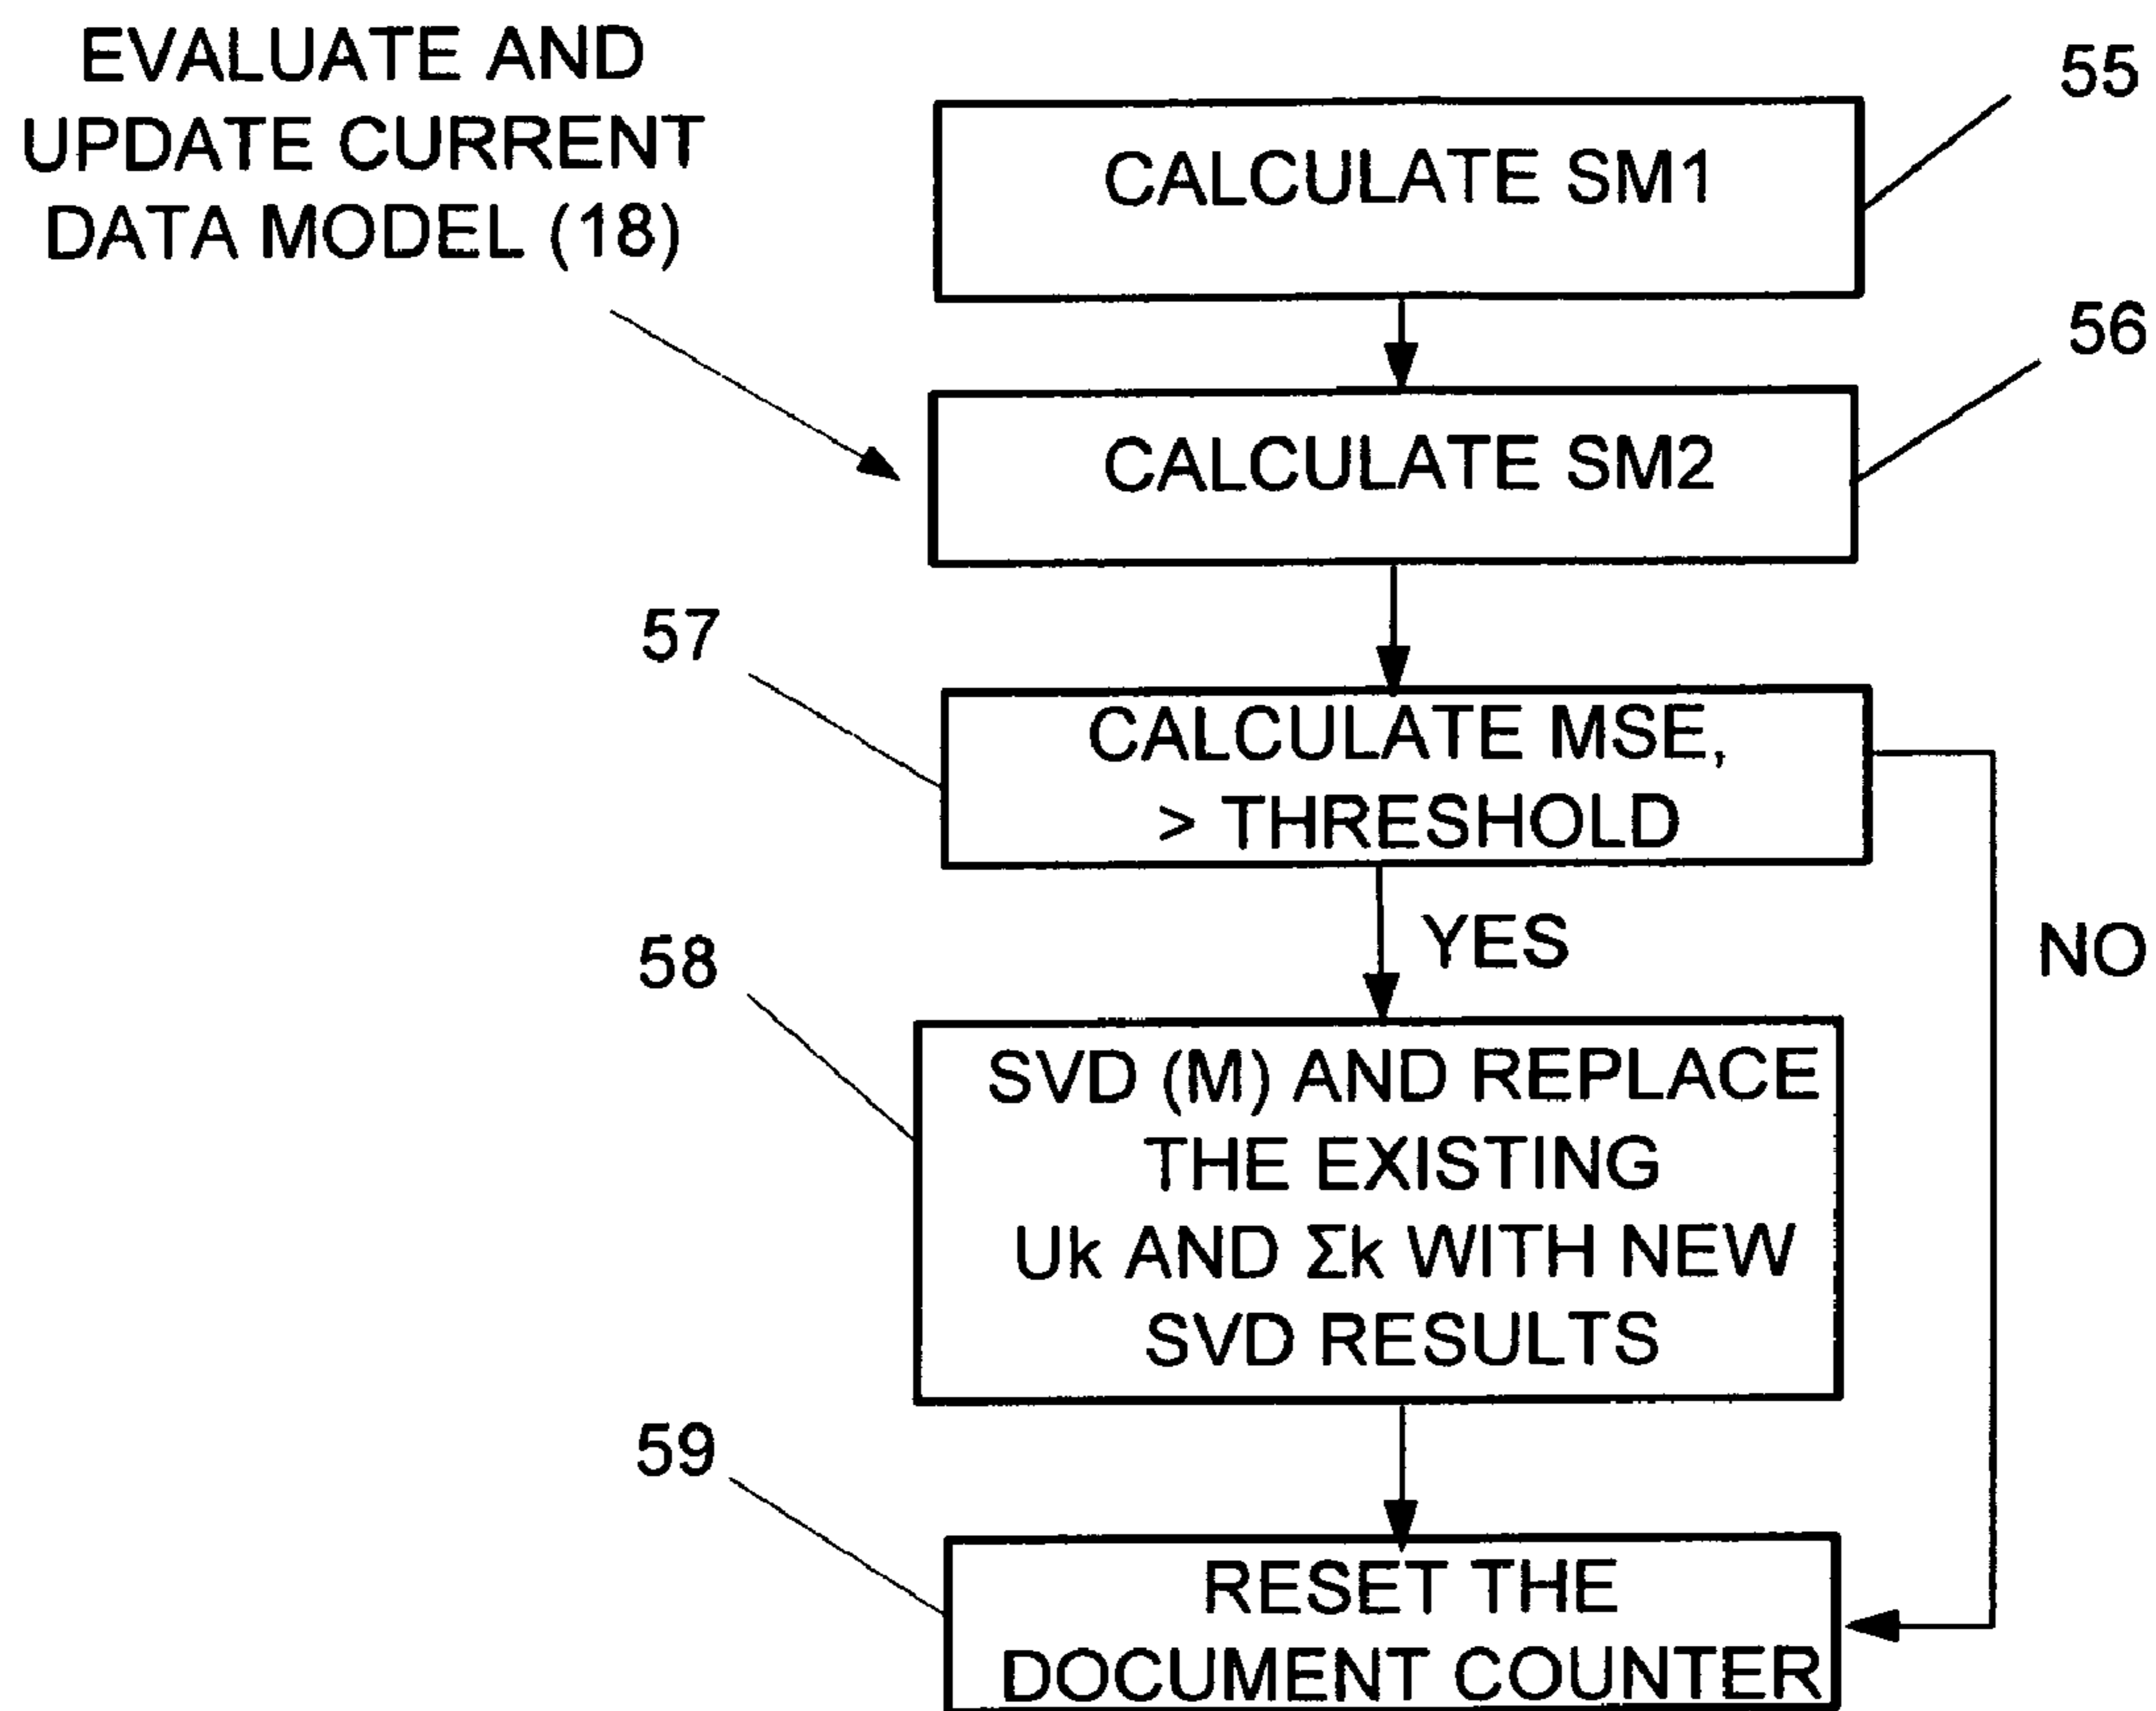 EVALUATE AND
UPDATE CURRENT
DATA MODEL (18)
55
CALCULATE SM1
56
CALCULATE SM2
57
CALCULATE MSE,
> THRESHOLD
YES
NO
58
SVD (M) AND REPLACE
THE EXISTING
Uk AND Σk WITH NEW
SVD RESULTS
59
RESET THE
DOCUMENT COUNTER